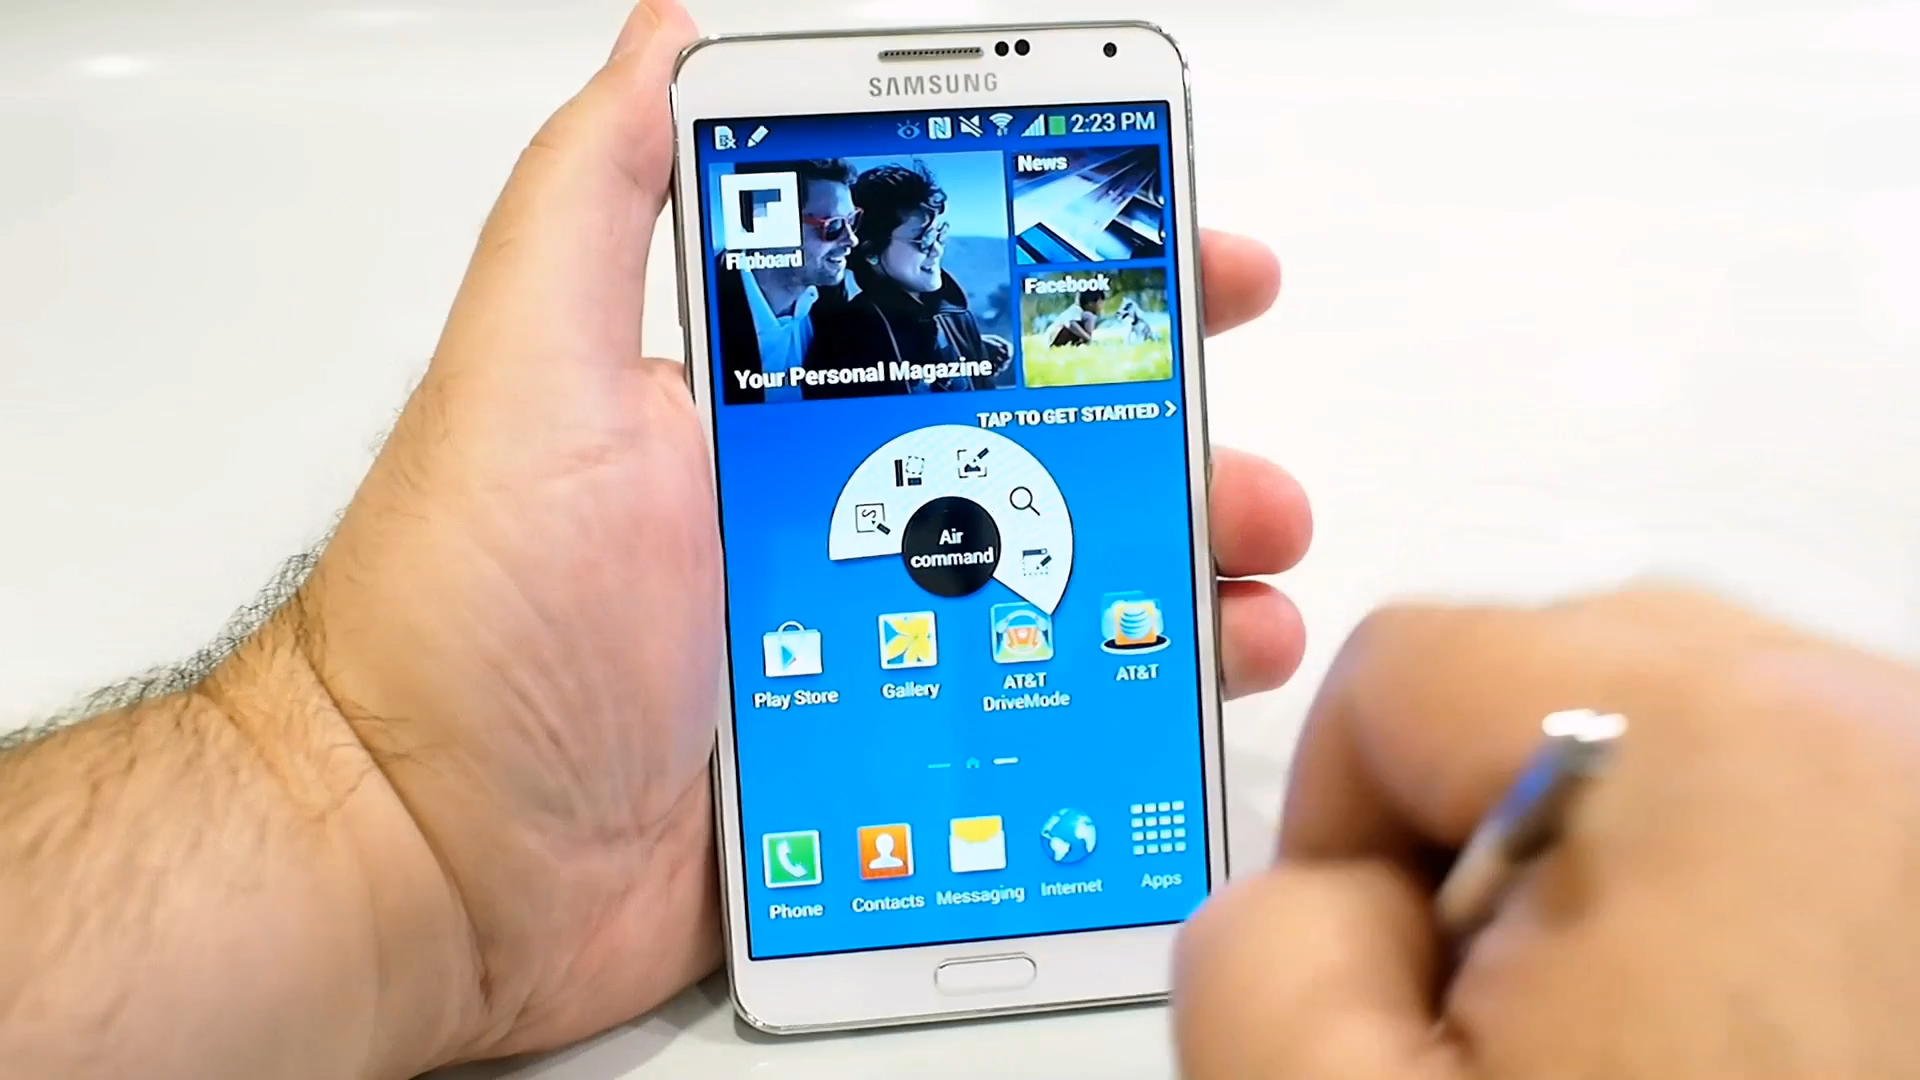 SAMSUNG
2:23 PM
News
Flipboard
Facebook
Your Personal Magazine
TAP TO GET STARTED
Air
command
Play Store
Gallery
AT&T
DriveMode
AT&T
Phone
Contacts
Messaging
Internet
Apps